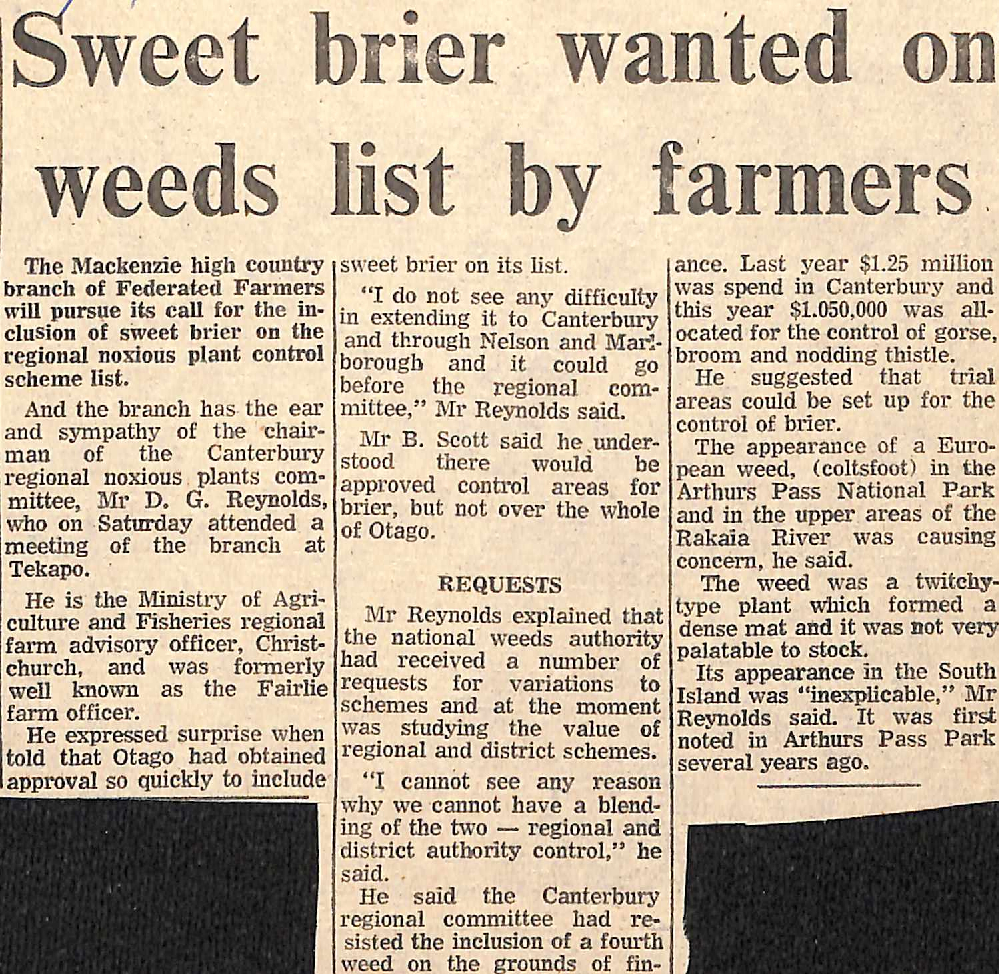 Sweet brier wanted on
weeds list by farmers
The Mackenzie high country
branch of Federated Farmers
will pursue its call for the in-
clusion of sweet brier on the
regional noxious plant control
scheme list.
And the branch has the ear
and sympathy of the chair-
man of the Canterbury
regional noxious plants com-
mittee, Mr D. G. Reynolds,
who on Saturday attended a
meeting of the branch at
Tekapo.
He is the Ministry of Agri-
culture and Fisheries regional
farm advisory officer, Christ-
church, and was formerly
well known as the Fairlie
farm officer.
He expressed surprise when
told that Otago had obtained
approval so quickly to include
sweet brier on its list.
"I do not see any difficulty
in extending it to Canterbury
and through Nelson and Marl-
borough and it could go
before the regional com-
mittee," Mr Reynolds said.
Mr B. Scott said he under-
stood there would be
approved control areas for
brier, but not over the whole
of Otago.
REQUESTS
Mr Reynolds explained that
the national weeds authority
had received a number of
requests for variations to
schemes and at the moment
was studying the value of
regional and district schemes.
"I cannot see any reason
why we cannot have a blend-
ing of the two — regional and
district authority control," he
said.
He said the Canterbury
regional committee had re-
sisted the inclusion of a fourth
weed on the grounds of fin-
ance. Last year $1.25 million
was spend in Canterbury and
this year $1.050,000 was all-
ocated for the control of gorse,
broom and nodding thistle.
He suggested that trial
areas could be set up for the
control of brier.
The appearance of a Euro-
pean weed, (coltsfoot) in the
Arthurs Pass National Park
and in the upper areas of the
Rakaia River was causing
concern, he said.
The weed was a twitchy-
type plant which formed a
dense mat and it was not very
palatable to stock.
Its appearance in the South
Island was "inexplicable," Mr
Reynolds said. It was first
noted in Arthurs Pass Park
several years ago.